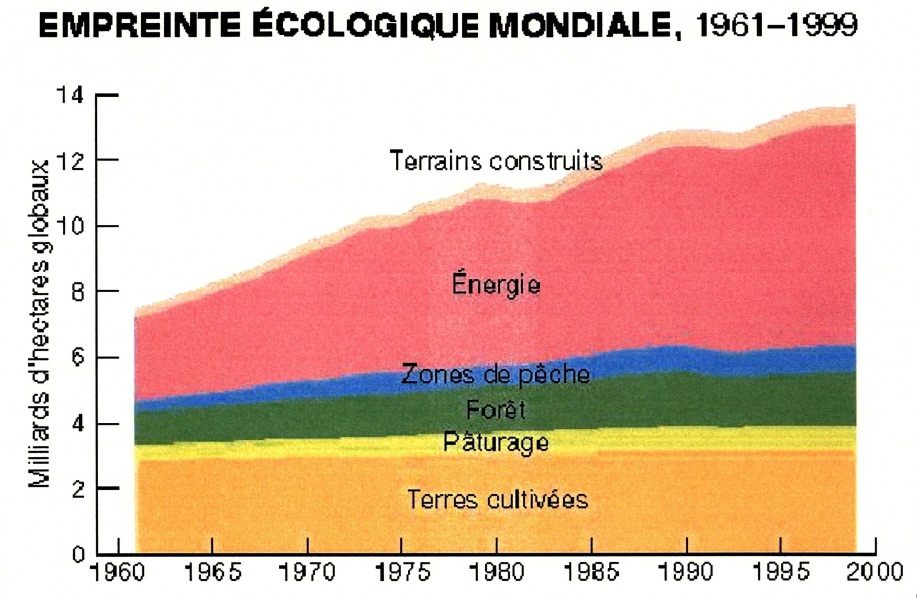 EMPREINTE ÉCOLOGIQUE MONDIALE, 1961–1999
Milliards d'hectares globaux
14
12
10
8
6
4
2
0
Terrains construits
Énergie
Zones de pêche
Forêt
Pâturage
Terres cultivées
1960 1965 1970 1975 1980 1985 1990 1995 2000